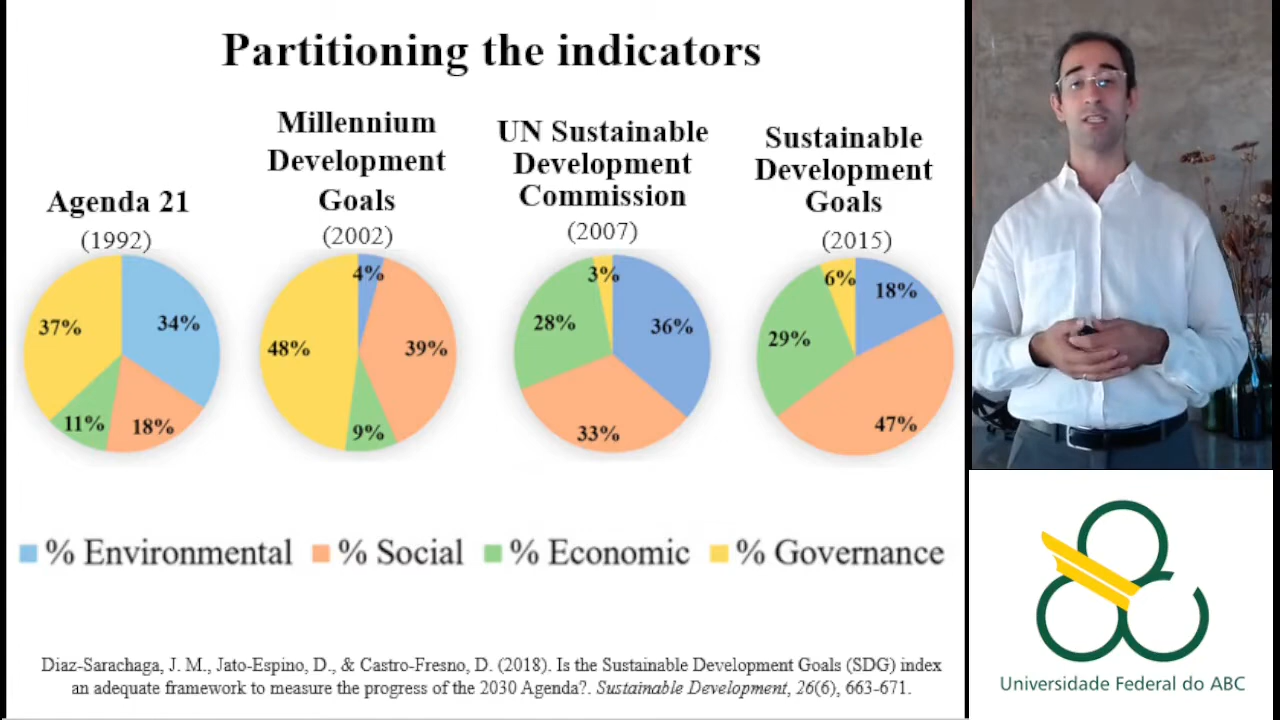 Partitioning the indicators
Agenda 21
(1992)
37%
34%
11%
18%
Millennium
Development
Goals
(2002)
4%
48%
39%
9%
UN Sustainable
Development
Commission
(2007)
3%
28%
36%
33%
Sustainable
Development
Goals
(2015)
6%
18%
29%
47%
% Environmental
% Social
% Economic
% Governance
Diaz-Sarachaga, J. M., Jato-Espino, D., & Castro-Fresno, D. (2018). Is the Sustainable Development Goals (SDG) index
an adequate framework to measure the progress of the 2030 Agenda?. Sustainable Development, 26(6), 663-671.
Universidade Federal do ABC